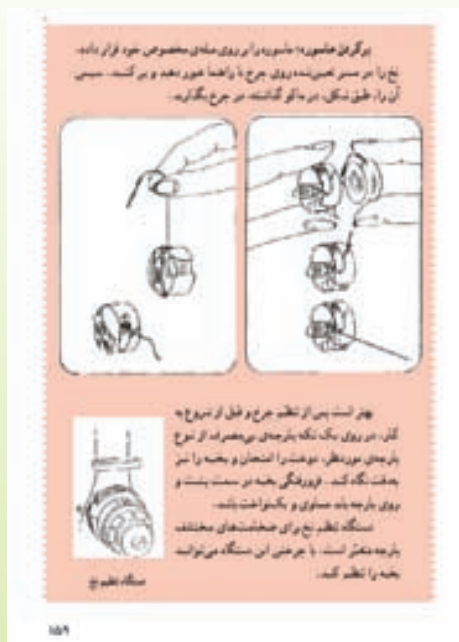 پر کردن ماسوره: ماسوره را بر روی میله‌ی مخصوص خود قرار داده،
نخ را در مسیر تعیین‌شده روی چرخ با راهنما عبور دهید و پر کنید. سپس
آن را، طبق شکل، در ماکو گذاشته، در چرخ بگذارید.
بهتر است پس از تنظیم چرخ و قبل از شروع به
کار، در روی یک تکه پارچه‌ی بی‌مصرف از نوع
پارچه‌ی موردنظر، دوخت را امتحان و بخیه را نیز
به‌دقت نگاه کنید. فرورفتگی بخیه در سمت پشت و
روی پارچه باید مساوی و یک‌نواخت باشد.
دستگاه تنظیم نخ برای ضخامت‌های مختلف
پارچه متغیر است. با چرخش این دستگاه می‌توانید
بخیه را تنظیم کنید.
دستگاه تنظیم نخ
۱۵۹